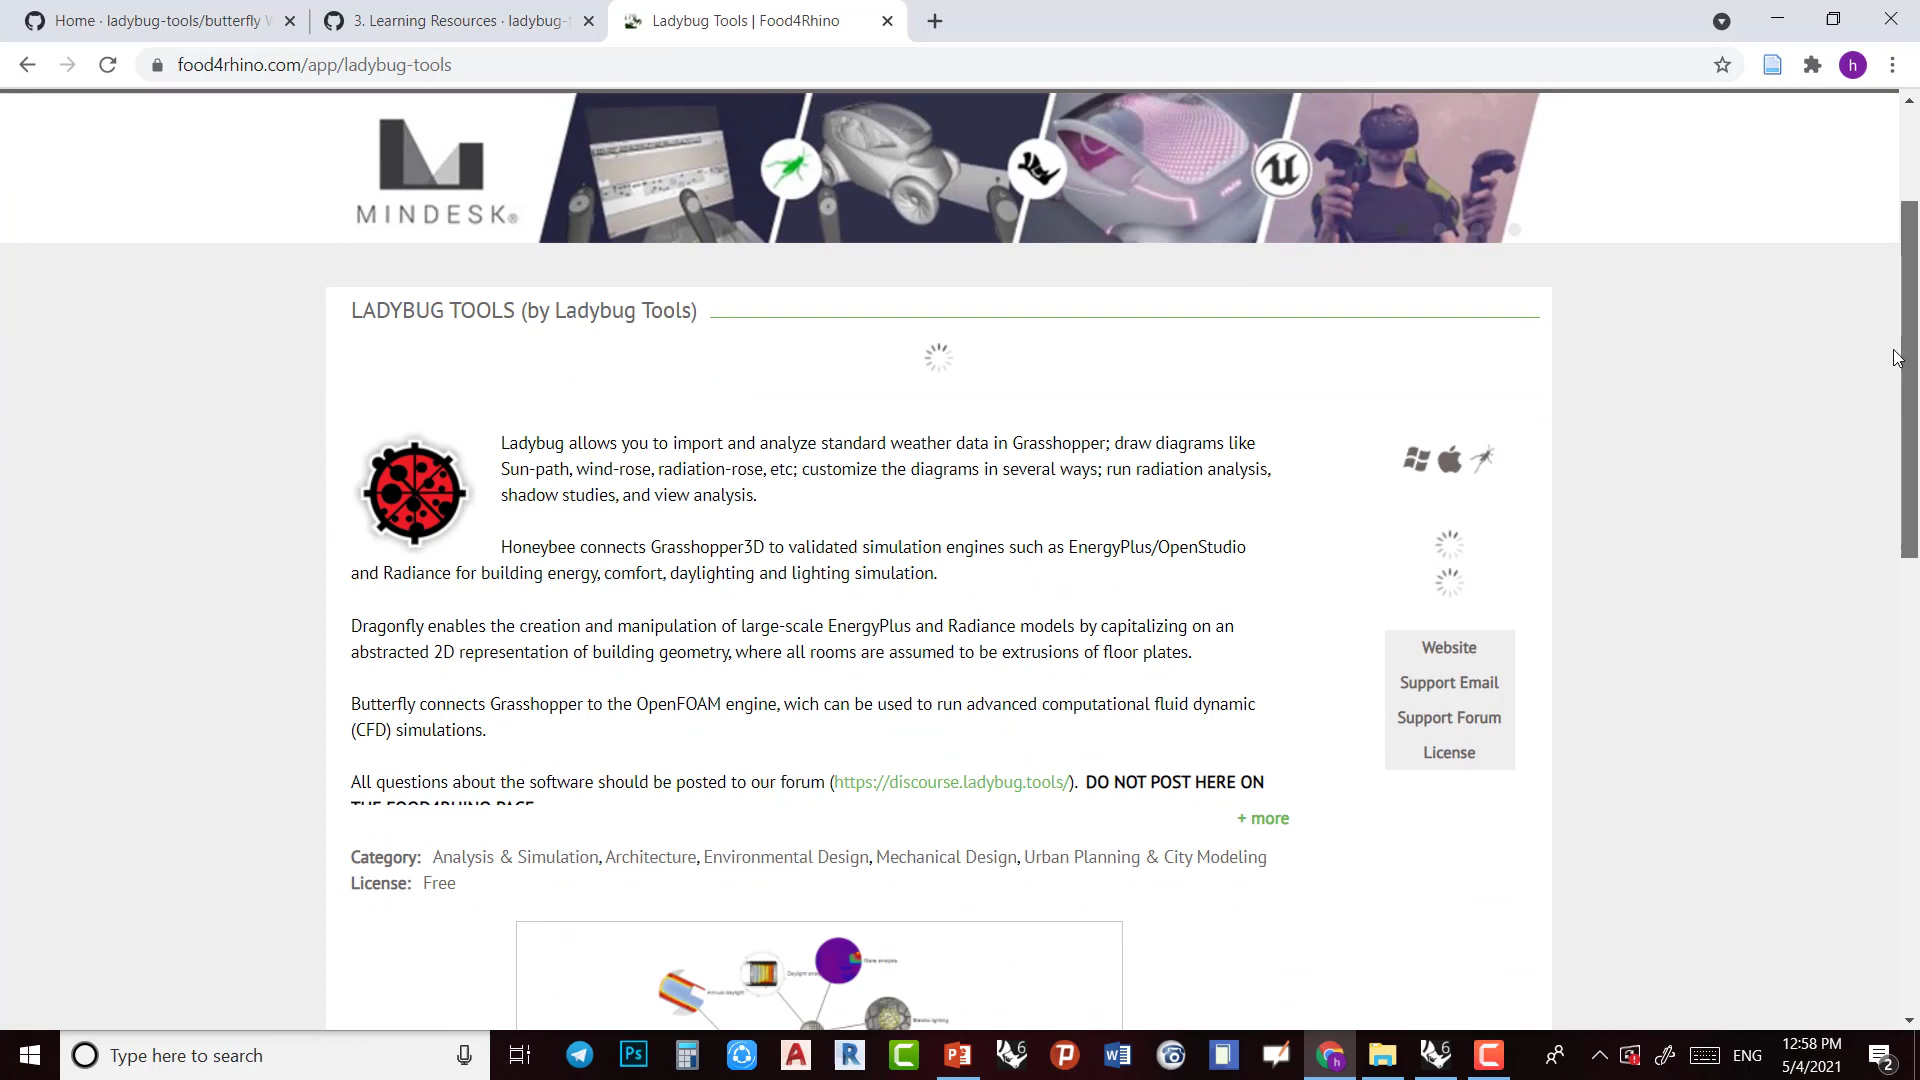 Home · ladybug-tools/butterfly W
3. Learning Resources · ladybug-t
Ladybug Tools | Food4Rhino
food4rhino.com/app/ladybug-tools
h
MINDESK®
LADYBUG TOOLS (by Ladybug Tools)
Ladybug allows you to import and analyze standard weather data in Grasshopper; draw diagrams like
Sun-path, wind-rose, radiation-rose, etc; customize the diagrams in several ways; run radiation analysis,
shadow studies, and view analysis.
Honeybee connects Grasshopper3D to validated simulation engines such as EnergyPlus/OpenStudio
and Radiance for building energy, comfort, daylighting and lighting simulation.
Dragonfly enables the creation and manipulation of large-scale EnergyPlus and Radiance models by capitalizing on an
abstracted 2D representation of building geometry, where all rooms are assumed to be extrusions of floor plates.
Butterfly connects Grasshopper to the OpenFOAM engine, wich can be used to run advanced computational fluid dynamic
(CFD) simulations.
All questions about the software should be posted to our forum (https://discourse.ladybug.tools/). DO NOT POST HERE ON
THE FOOD4RHINO PAGE
+ more
Website
Support Email
Support Forum
License
Category: Analysis & Simulation, Architecture, Environmental Design, Mechanical Design, Urban Planning & City Modeling
License: Free
Type here to search
ENG
12:58 PM
5/4/2021
2